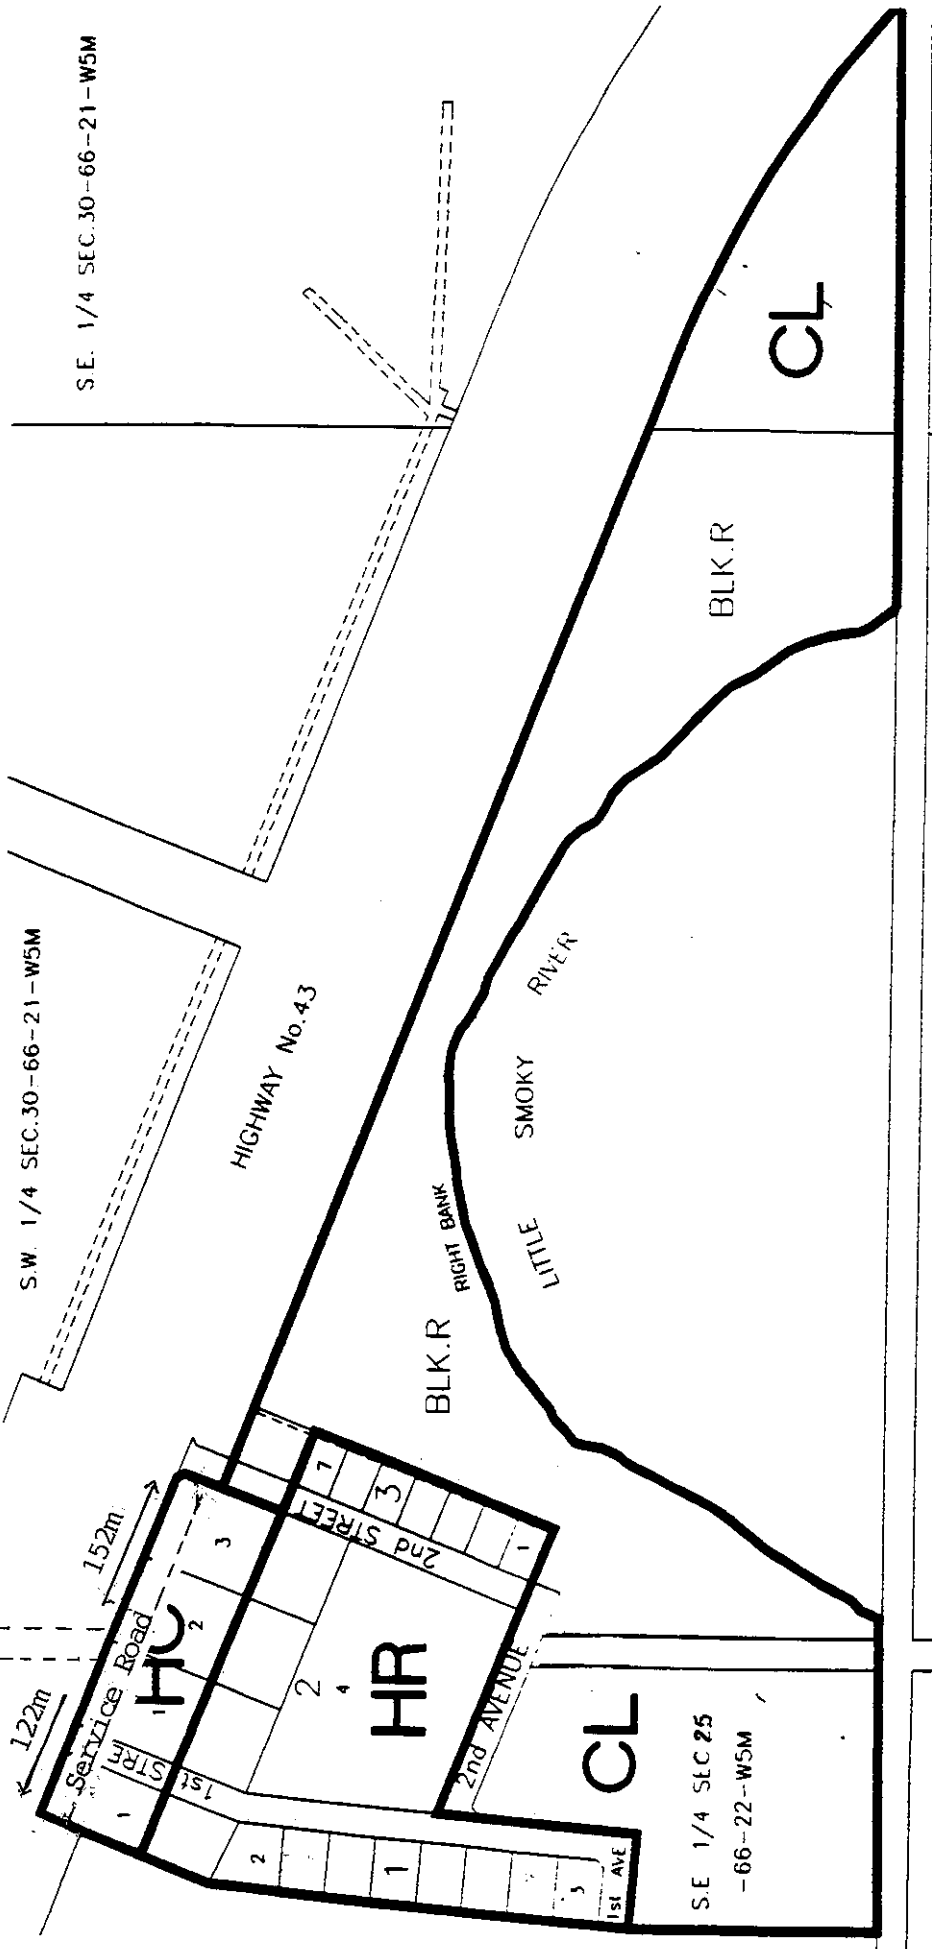 S.E. 1/4 SEC.30-66-21-W5M
S.W. 1/4 SEC.30-66-21-W5M
HIGHWAY No.43
CL
BLK.R
RIVER
SMOKY
LITTLE
RIGHT BANK
BLK.R
152m
122m
Service Road
HC
1
2
3
1
1st STRE
2nd STREET
7
3
1
2
4
HR
2nd AVENUE
CL
2
1
3
1st AVE
S.E 1/4 SEC 25
-66-22-W5M